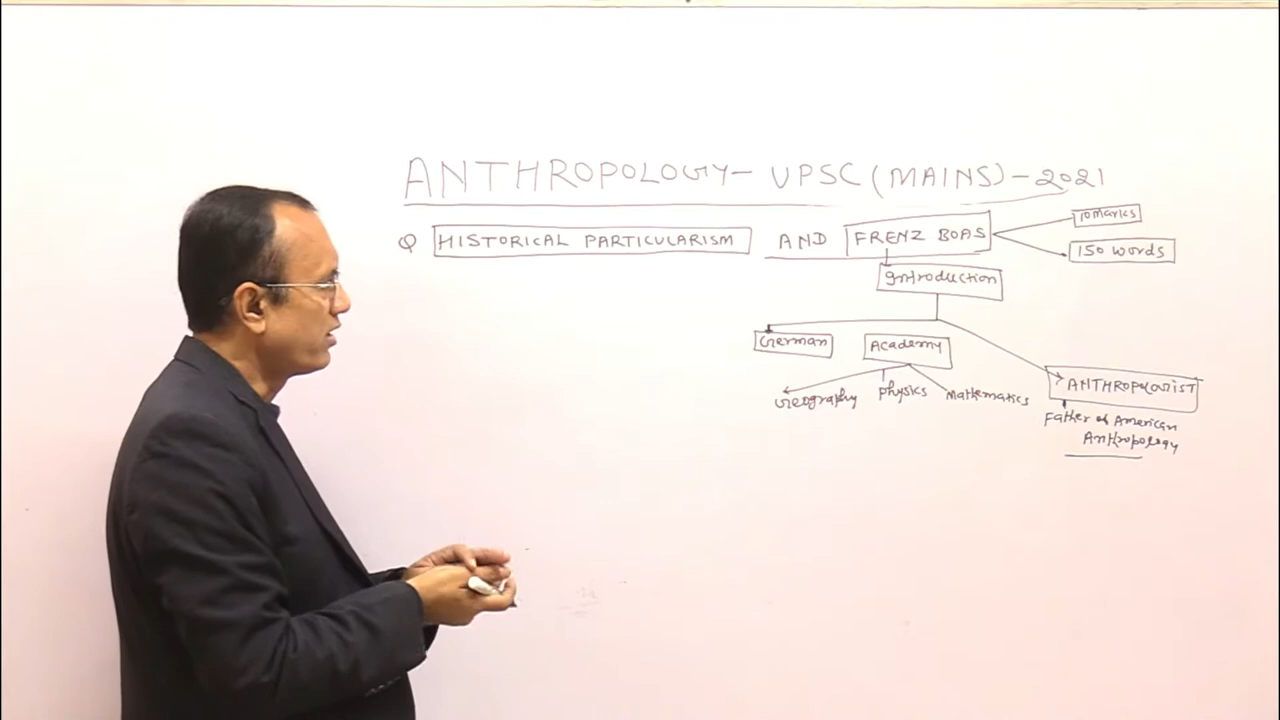 ANTHROPOLOGY- UPSC (MAINS) - 2021
Q HISTORICAL PARTICULARISM AND FRENZ BOAS
10 marks
150 words
Introduction
German
Academy
Geography
Physics
Mathematics
ANTHROPOLOGIST
Father of American
Anthropology